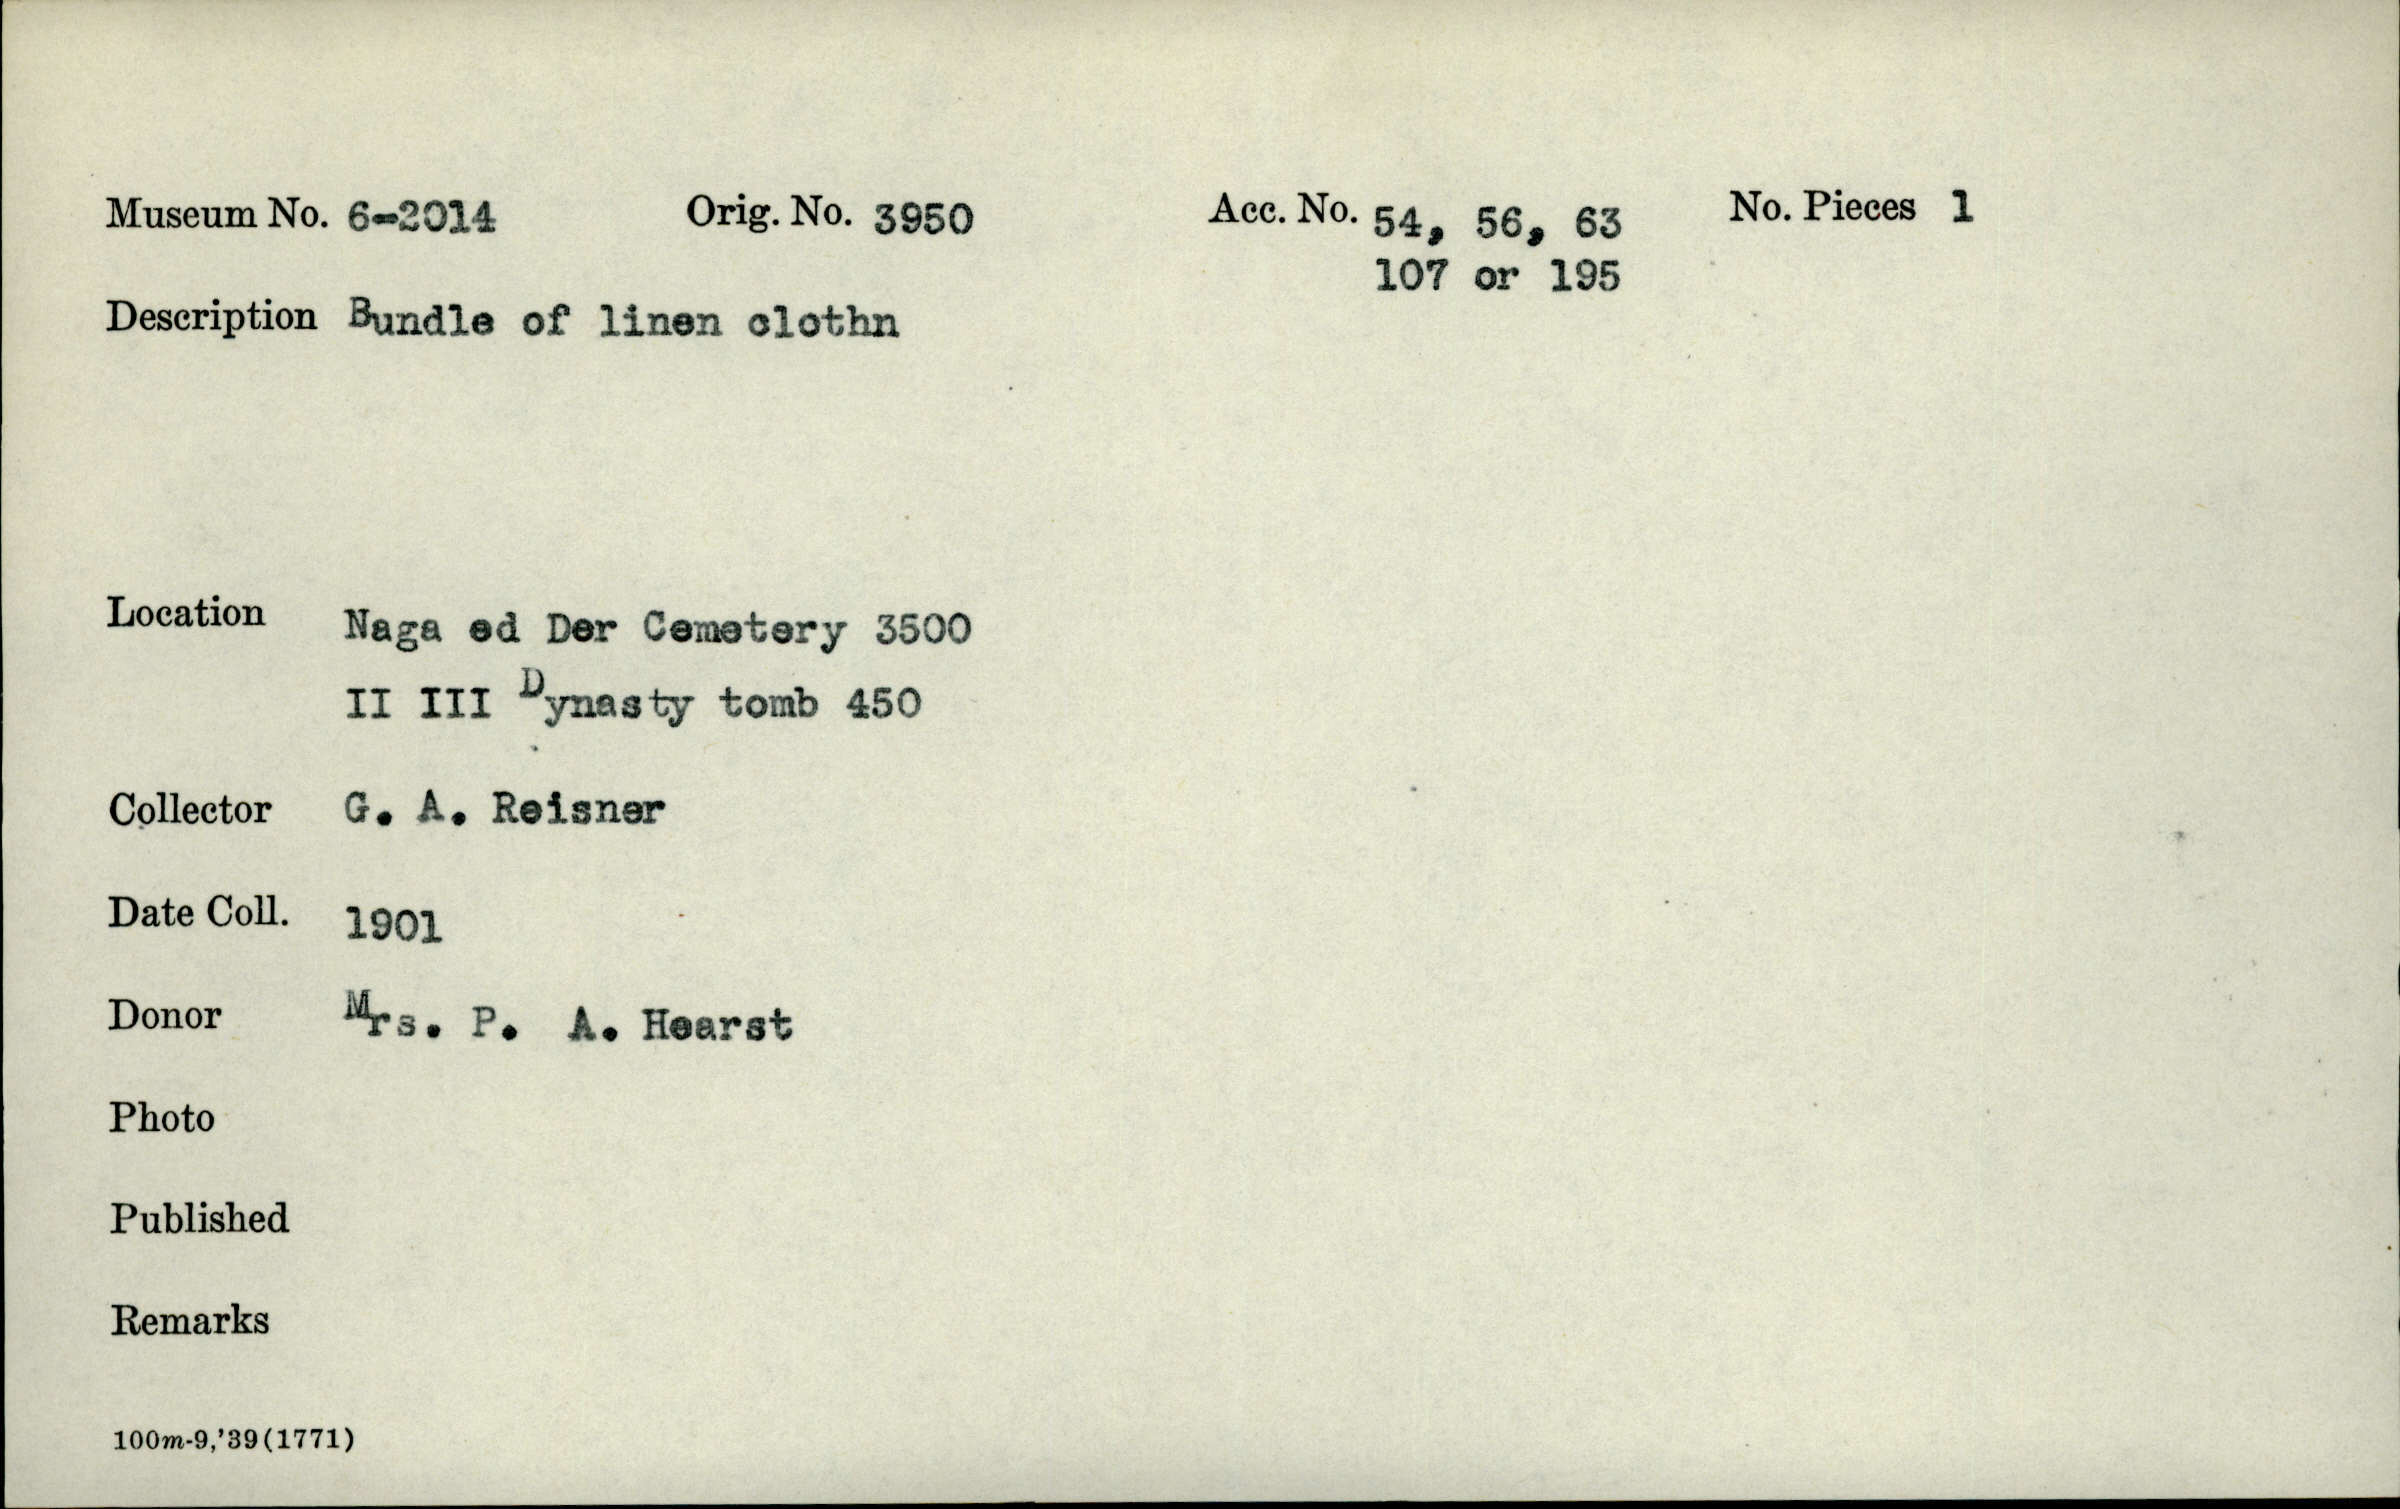 Museum No. 6-2014 Orig. No. 3950 Acc. No. 54, 56, 63 No. Pieces 1
107 or 195
Description Bundle of linen clothn
Location Naga ed Der Cemetery 3500
II III Dynasty tomb 450
Collector G. A. Reisner
Date Coll. 1901
Donor Mrs. P. A. Hearst
Photo
Published
Remarks
100m-9,'39(1771)